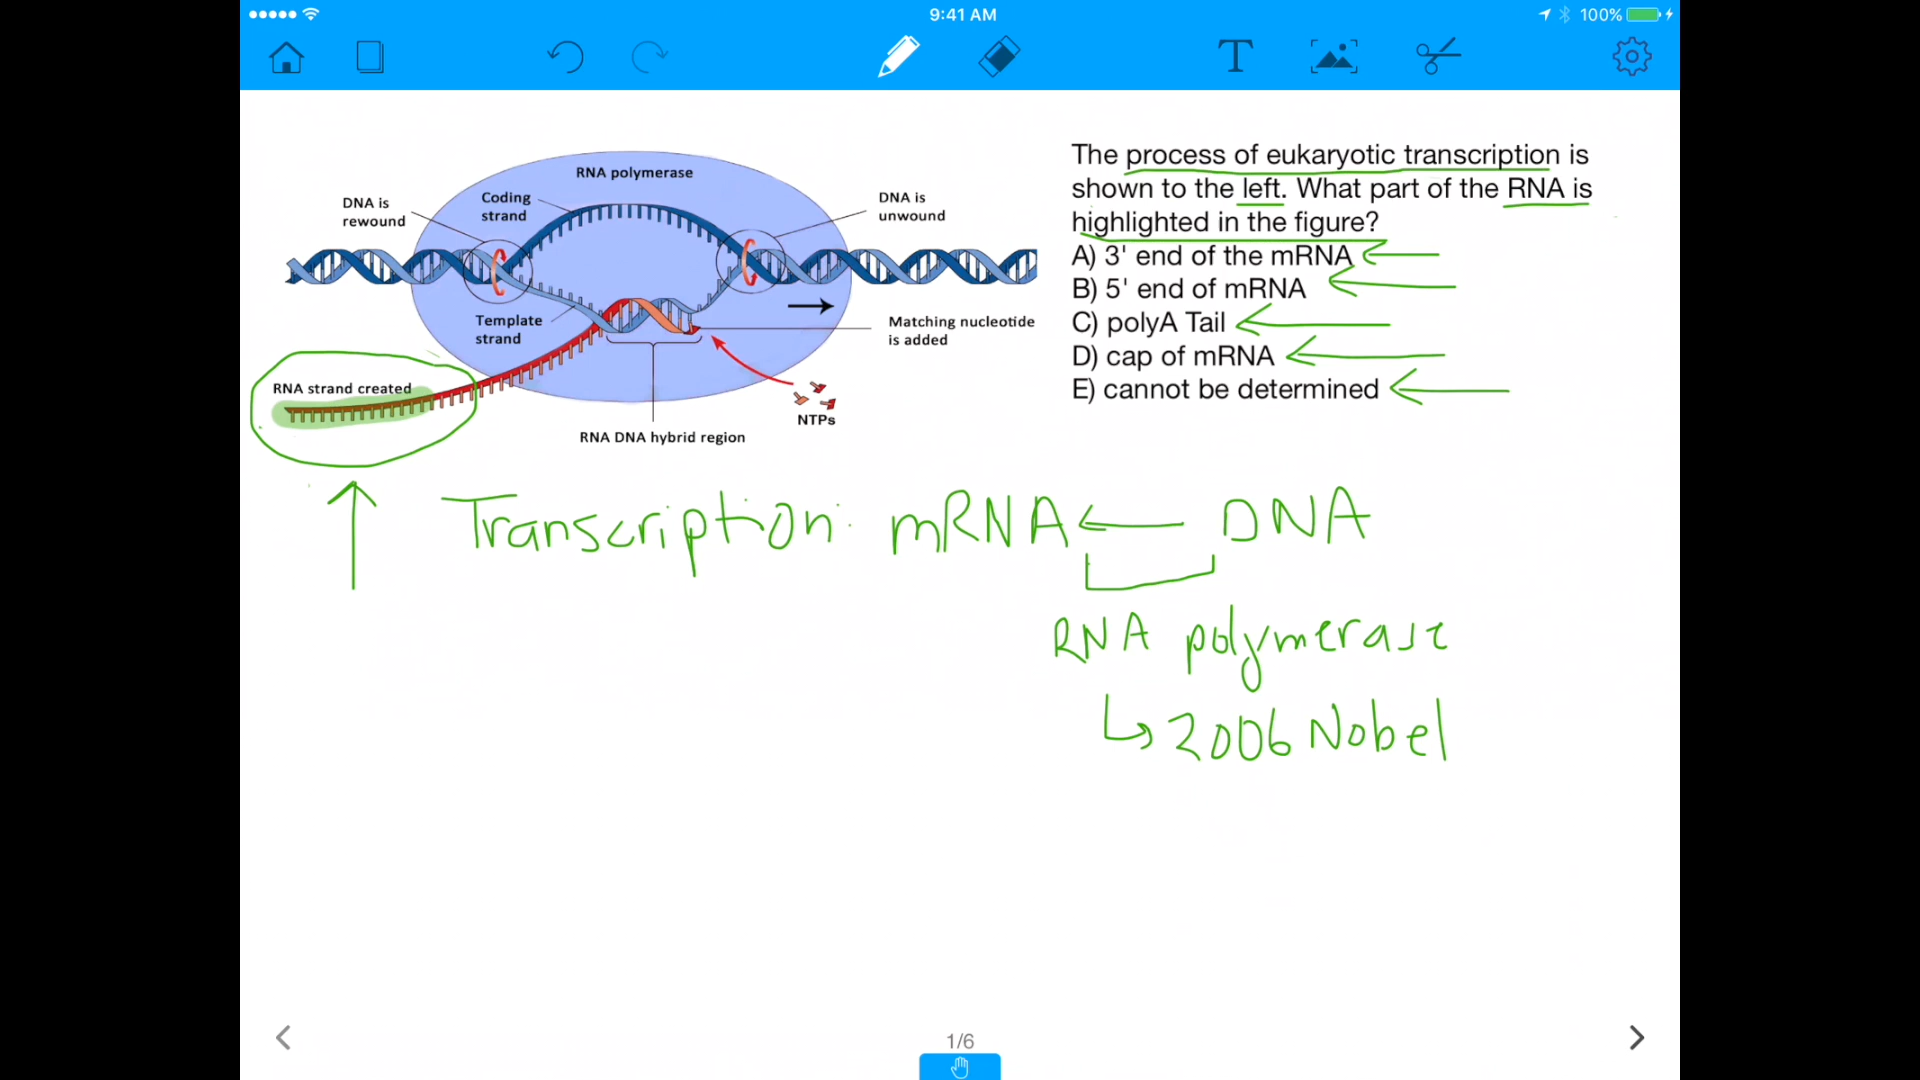 9:41 AM
100%
T
RNA polymerase
DNA is
rewound
Coding
strand
DNA is
unwound
Template
strand
Matching nucleotide
is added
RNA strand created
NTPs
RNA DNA hybrid region
The process of eukaryotic transcription is
shown to the left. What part of the RNA is
highlighted in the figure?
A) 3' end of the mRNA
B) 5' end of mRNA
C) polyA Tail
D) cap of mRNA
E) cannot be determined
Transcription: mRNA ← DNA
RNA polymerase
↳ 2006 Nobel
1/6